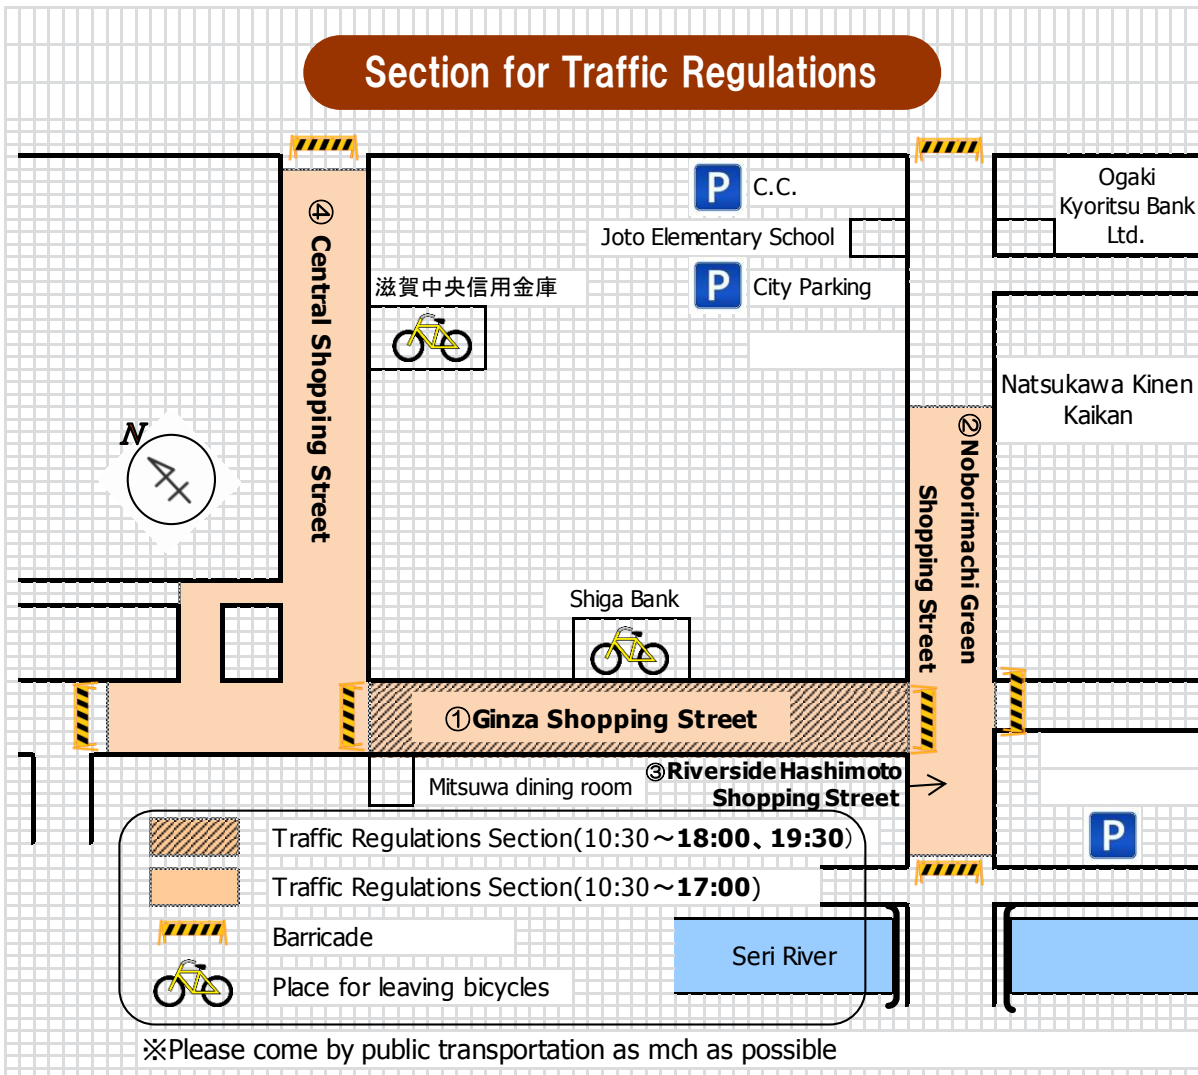 Section for Traffic Regulations
P C.C.
Ogaki
Kyoritsu Bank
Ltd.
Joto Elementary School
P City Parking
滋賀中央信用金庫
④ Central Shopping Street
Natsukawa Kinen
Kaikan
②Noborimachi Green
Shopping Street
N
Shiga Bank
①Ginza Shopping Street
③Riverside Hashimoto
Shopping Street
Mitsuwa dining room
P
Traffic Regulations Section(10:30～18:00、19:30)
Traffic Regulations Section(10:30～17:00)
Barricade
Place for leaving bicycles
Seri River
※Please come by public transportation as mch as possible